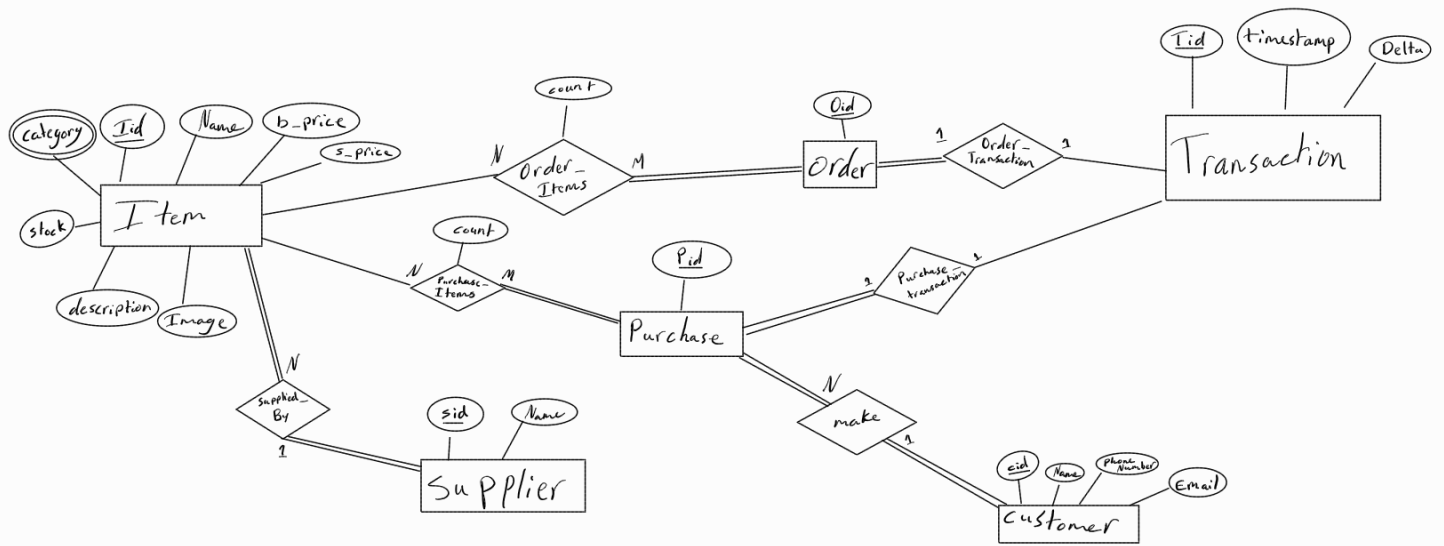 Tid
timestamp
Delta
Transaction
count
Oid
Order
1
Order_
Transaction
1
category
Iid
Name
b_price
s_price
N
Order_
Items
M
Item
stock
description
Image
count
N
Purchase_
Items
M
Pid
Purchase
1
Purchase_
transaction
1
N
Supplied_
By
1
sid
Name
Supplier
N
make
1
cid
Name
phone
Number
Email
Customer